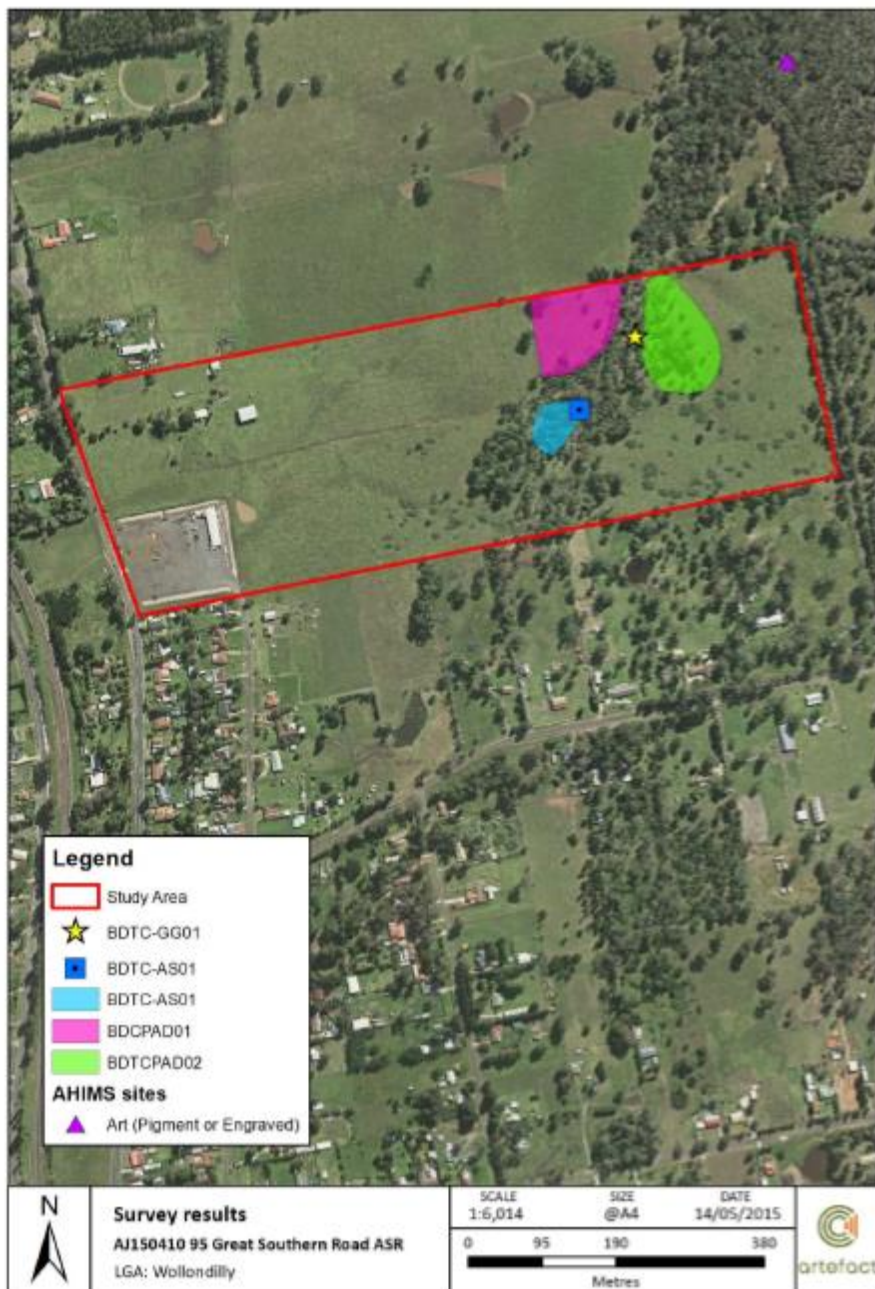 Legend
Study Area
BDTC-GG01
BDTC-AS01
BDTC-AS01
BDCPAD01
BDTCPAD02
AHIMS sites
Art (Pigment or Engraved)
N
Survey results
AJ150410 95 Great Southern Road ASR
LGA: Wollondilly
SCALE
1:6,014
SIZE
@A4
DATE
14/05/2015
0 95 190 380
Metres
artefact